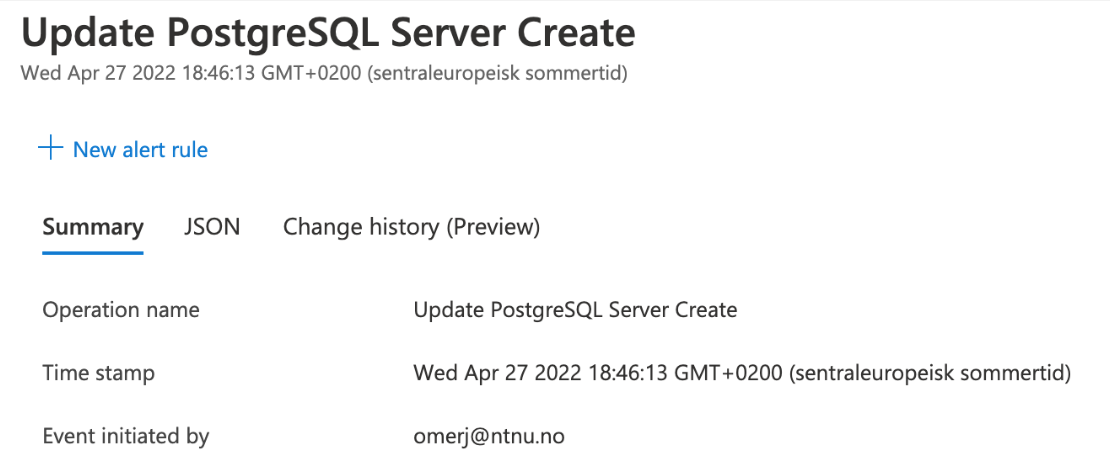 Update PostgreSQL Server Create
Wed Apr 27 2022 18:46:13 GMT+0200 (sentraleuropeisk sommertid)
New alert rule
Summary JSON Change history (Preview)
Operation name Update PostgreSQL Server Create
Time stamp Wed Apr 27 2022 18:46:13 GMT+0200 (sentraleuropeisk sommertid)
Event initiated by omerj@ntnu.no